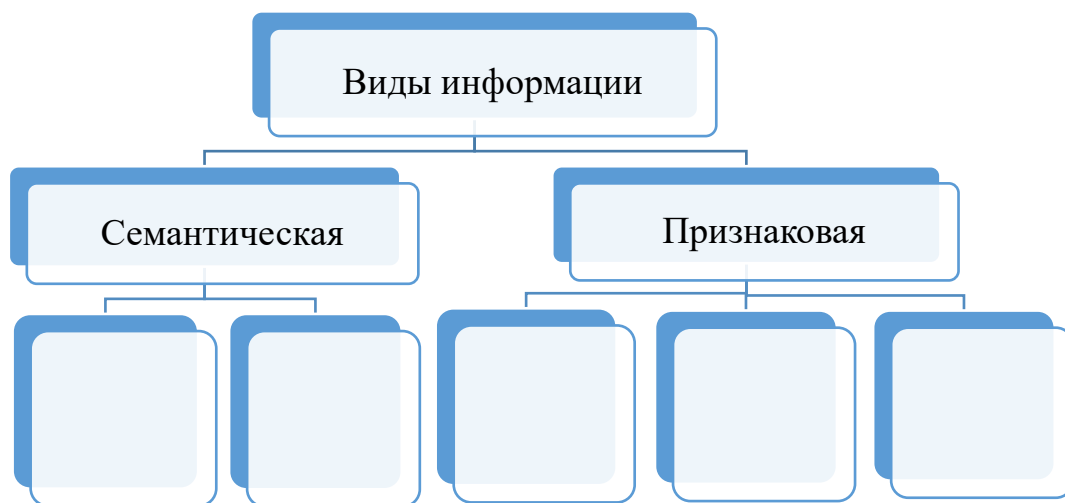 Виды информации
Семантическая
Признаковая